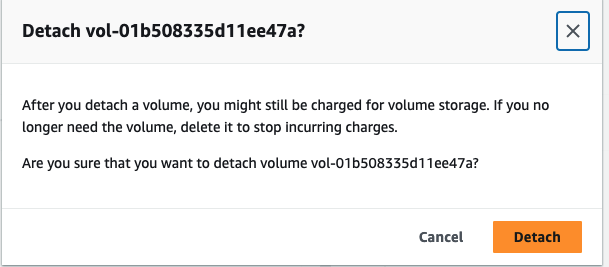 Detach vol-01b508335d11ee47a?
After you detach a volume, you might still be charged for volume storage. If you no
longer need the volume, delete it to stop incurring charges.
Are you sure that you want to detach volume vol-01b508335d11ee47a?
Cancel
Detach